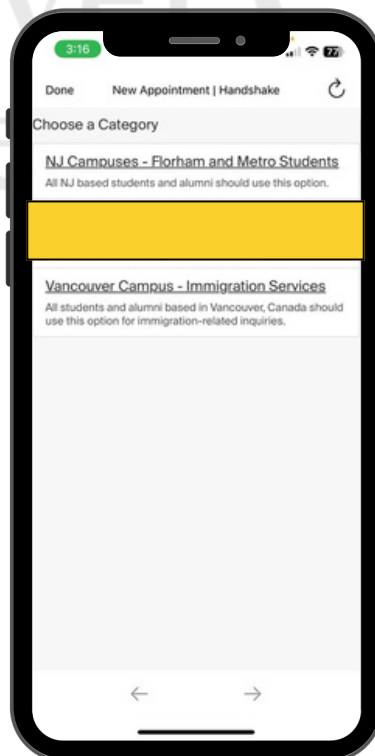 3:16
77
Done New Appointment | Handshake
Choose a Category
NJ Campuses - Florham and Metro Students
All NJ based students and alumni should use this option.
Vancouver Campus - Immigration Services
All students and alumni based in Vancouver, Canada should
use this option for immigration-related inquiries.